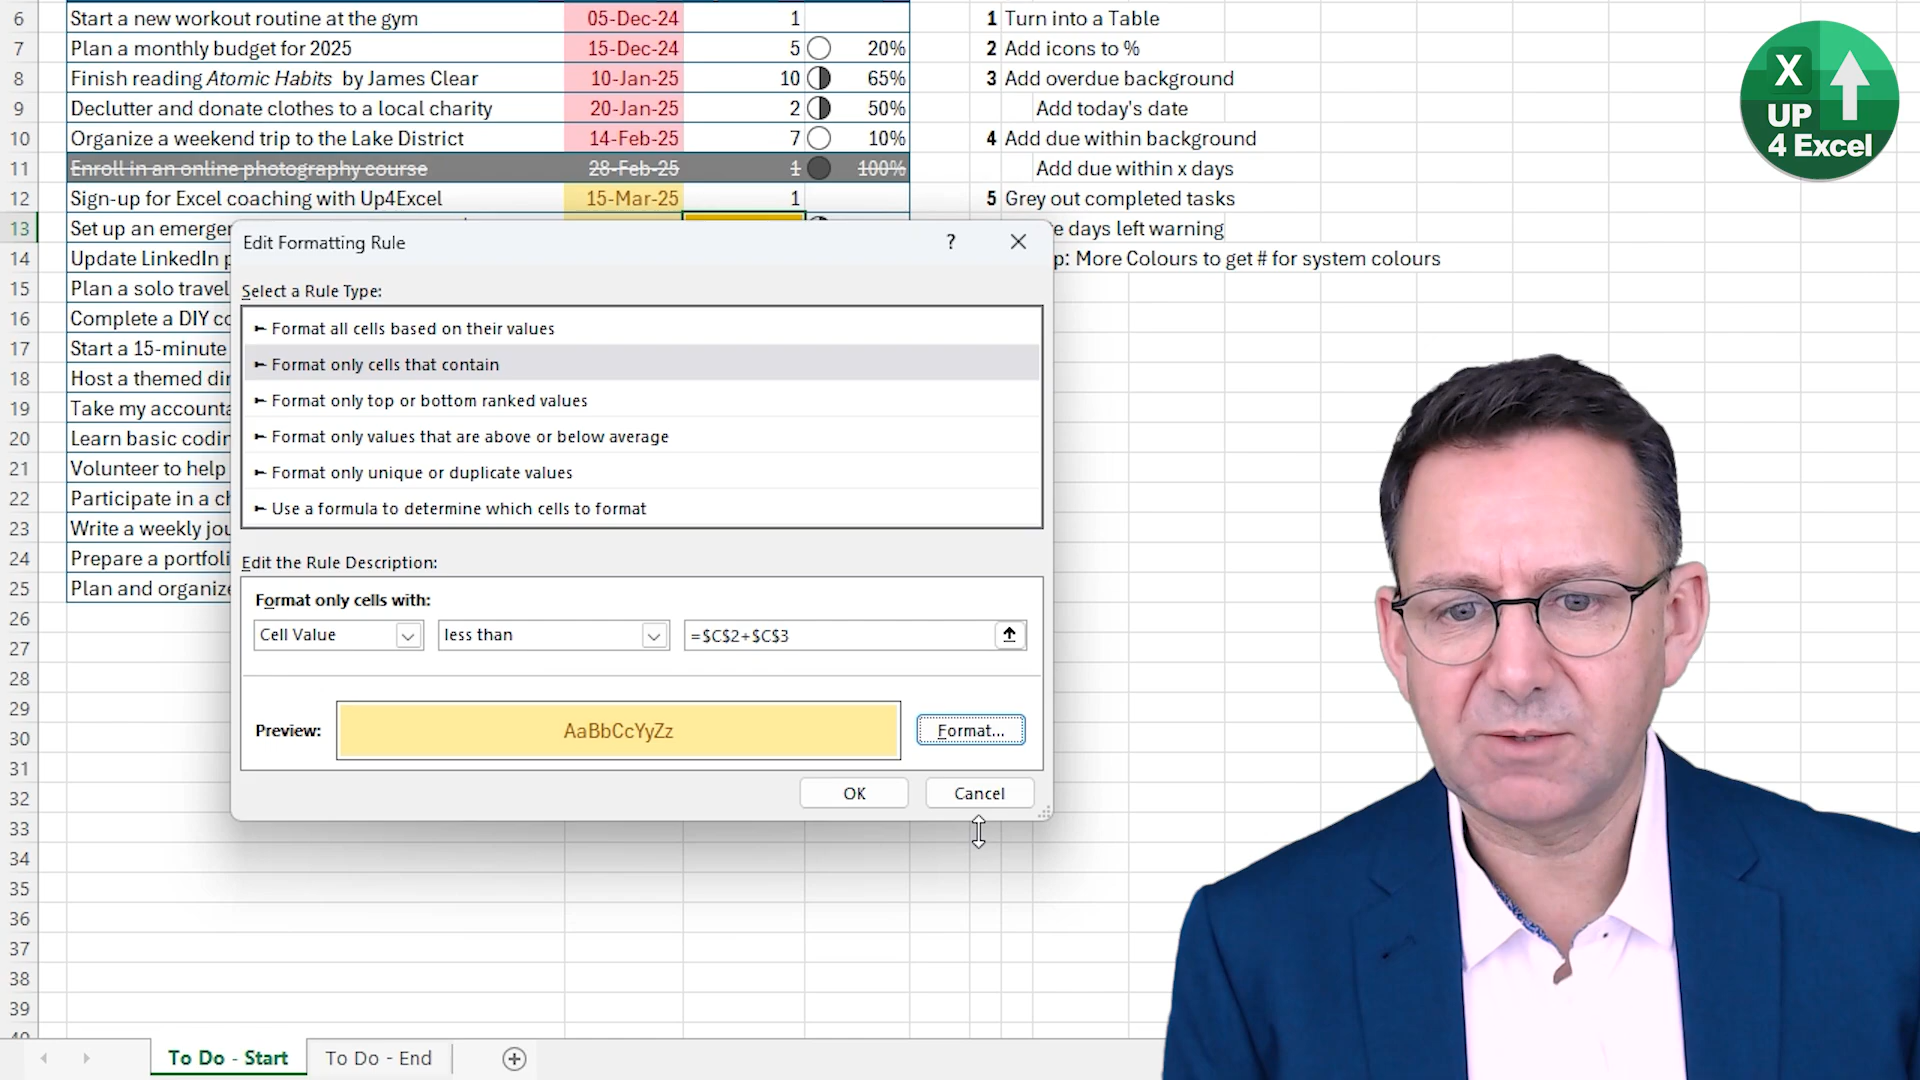 6 Start a new workout routine at the gym 05-Dec-24 1 1 Turn into a Table
7 Plan a monthly budget for 2025 15-Dec-24 5 20% 2 Add icons to %
8 Finish reading Atomic Habits by James Clear 10-Jan-25 10 65% 3 Add overdue background
9 Declutter and donate clothes to a local charity 20-Jan-25 2 50% Add today's date
10 Organize a weekend trip to the Lake District 14-Feb-25 7 10% 4 Add due within background
11 Enroll in an online photography course 28-Feb-25 1 100% Add due within x days
12 Sign-up for Excel coaching with Up4Excel 15-Mar-25 1 5 Grey out completed tasks
13 Set up an emerger e days left warning
14 Update LinkedIn p p: More Colours to get # for system colours
15 Plan a solo travel
16 Complete a DIY co
17 Start a 15-minute
18 Host a themed din
19 Take my accounta
20 Learn basic codin
21 Volunteer to help
22 Participate in a ch
23 Write a weekly jou
24 Prepare a portfoli
25 Plan and organize
26
27
28
29
30
31
32
33
34
35
36
37
38
39
X
UP
4 Excel
Edit Formatting Rule ?
Select a Rule Type:
► Format all cells based on their values
► Format only cells that contain
► Format only top or bottom ranked values
► Format only values that are above or below average
► Format only unique or duplicate values
► Use a formula to determine which cells to format
Edit the Rule Description:
Format only cells with:
Cell Value less than =$C$2+$C$3
Preview: AaBbCcYyZz Format...
OK Cancel
To Do - Start To Do - End